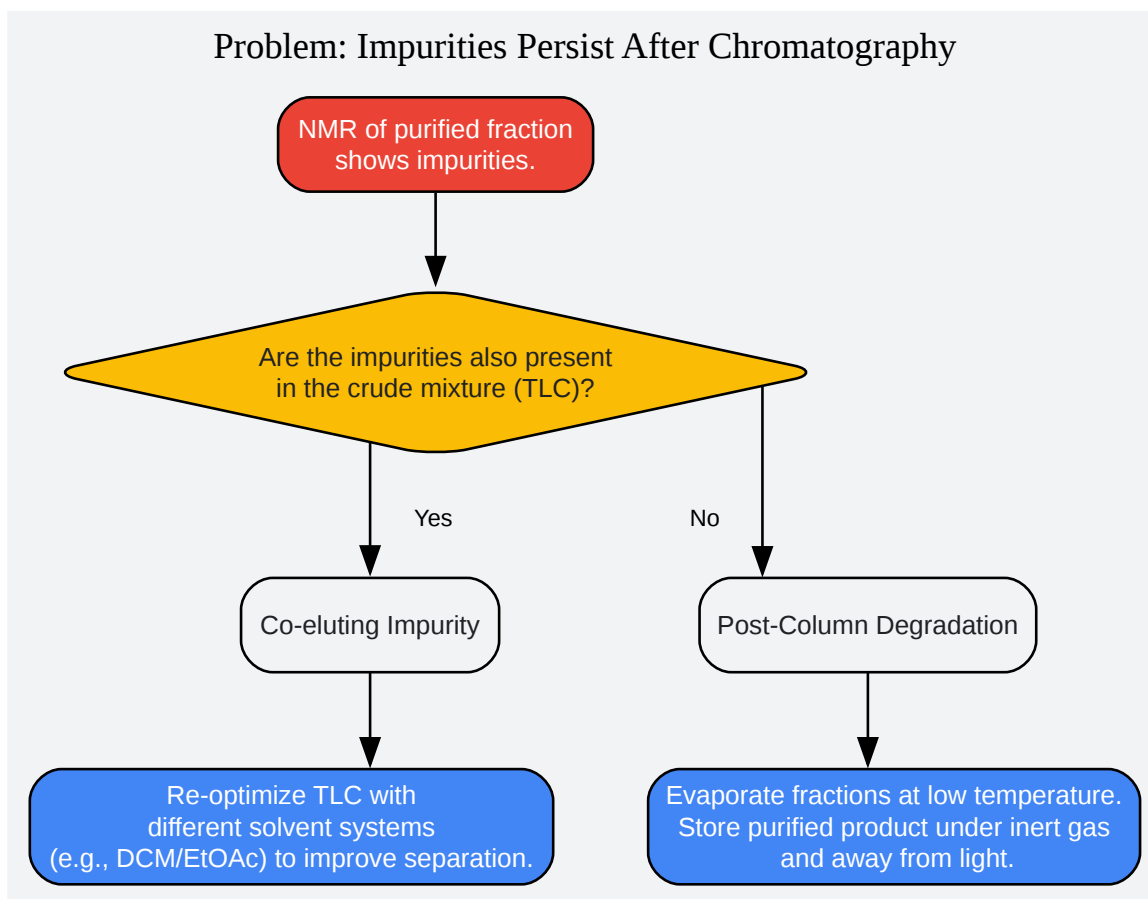 Problem: Impurities Persist After Chromatography
NMR of purified fraction
shows impurities.
Are the impurities also present
in the crude mixture (TLC)?
Yes
No
Co-eluting Impurity
Post-Column Degradation
Re-optimize TLC with
different solvent systems
(e.g., DCM/EtOAc) to improve separation.
Evaporate fractions at low temperature.
Store purified product under inert gas
and away from light.